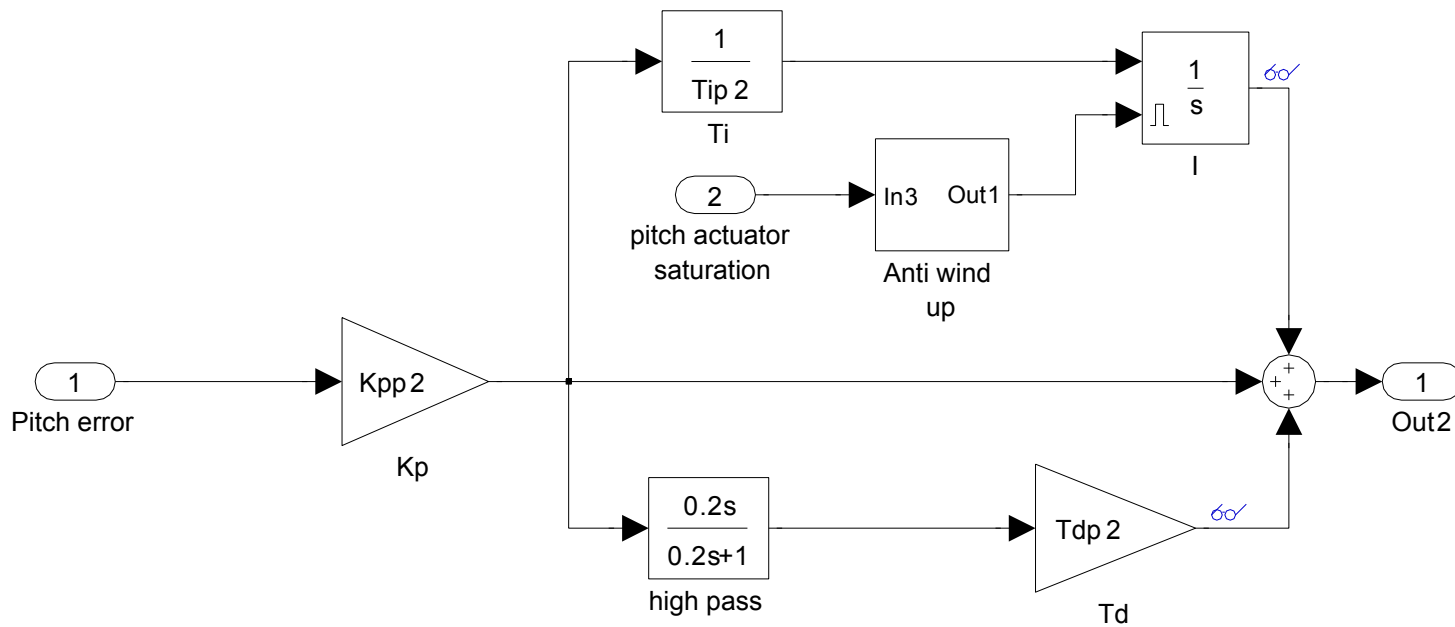 1
Tip 2
Ti
1
s
I
2
pitch actuator
saturation
In3
Out1
Anti wind
up
1
Pitch error
Kpp 2
Kp
+
+
+
1
Out2
0.2s
0.2s+1
high pass
Tdp 2
Td